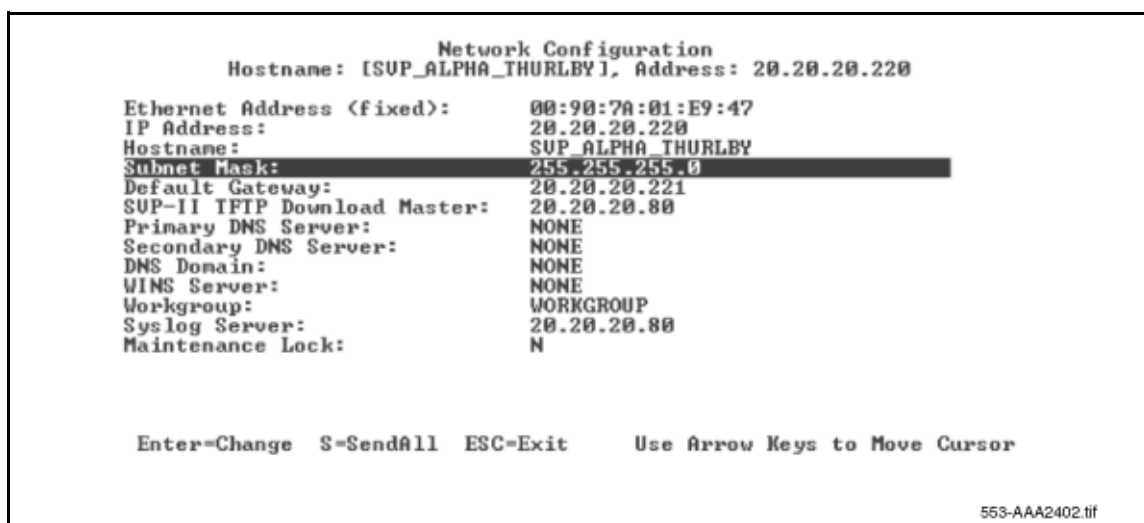 Network Configuration
Hostname: [SVP_ALPHA_THURLBY], Address: 20.20.20.220
Ethernet Address (fixed): 00:90:7A:01:E9:47
IP Address: 20.20.20.220
Hostname: SVP_ALPHA_THURLBY
Subnet Mask: 255.255.255.0
Default Gateway: 20.20.20.221
SVP-II TFTP Download Master: 20.20.20.80
Primary DNS Server: NONE
Secondary DNS Server: NONE
DNS Domain: NONE
WINS Server: NONE
Workgroup: WORKGROUP
Syslog Server: 20.20.20.80
Maintenance Lock: N
Enter=Change S=SendAll ESC=Exit Use Arrow Keys to Move Cursor
553-AAA2402.tif